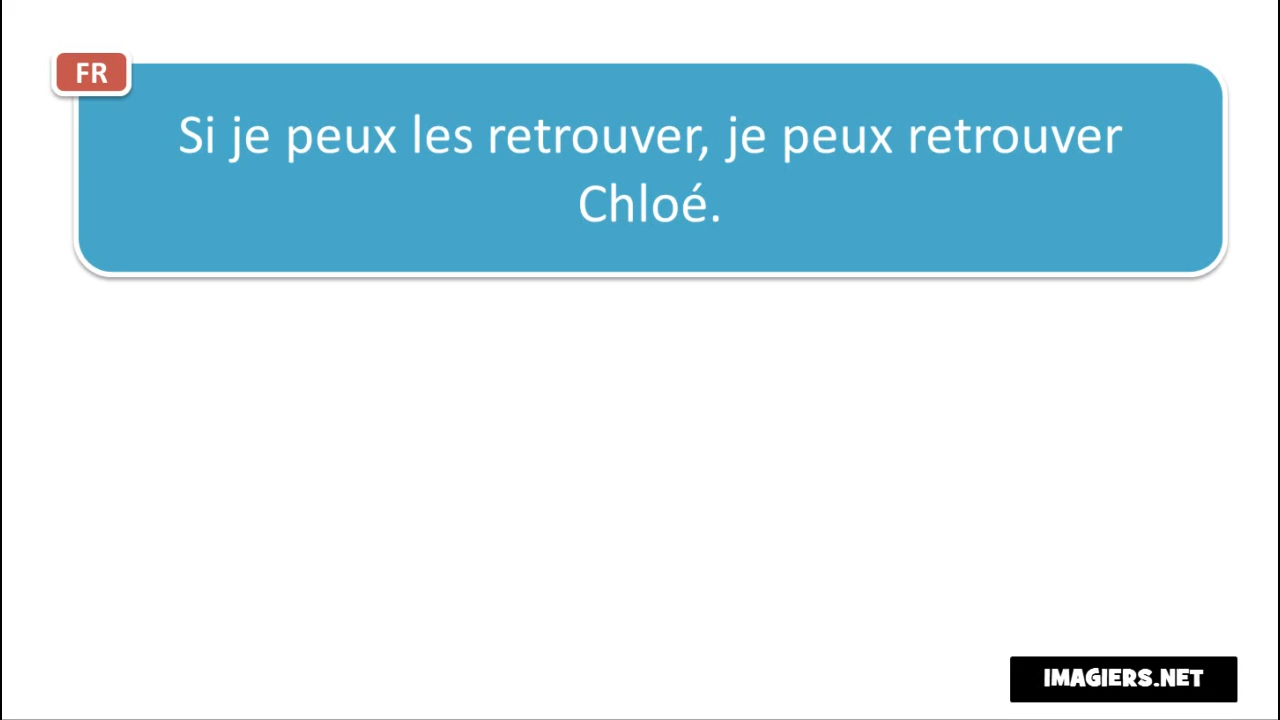 FR
Si je peux les retrouver, je peux retrouver
Chloé.
IMAGIERS.NET